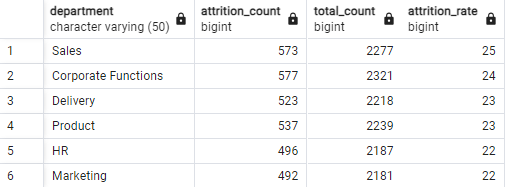 department attrition_count total_count attrition_rate
character varying (50) bigint bigint bigint
1 Sales 573 2277 25
2 Corporate Functions 577 2321 24
3 Delivery 523 2218 23
4 Product 537 2239 23
5 HR 496 2187 22
6 Marketing 492 2181 22